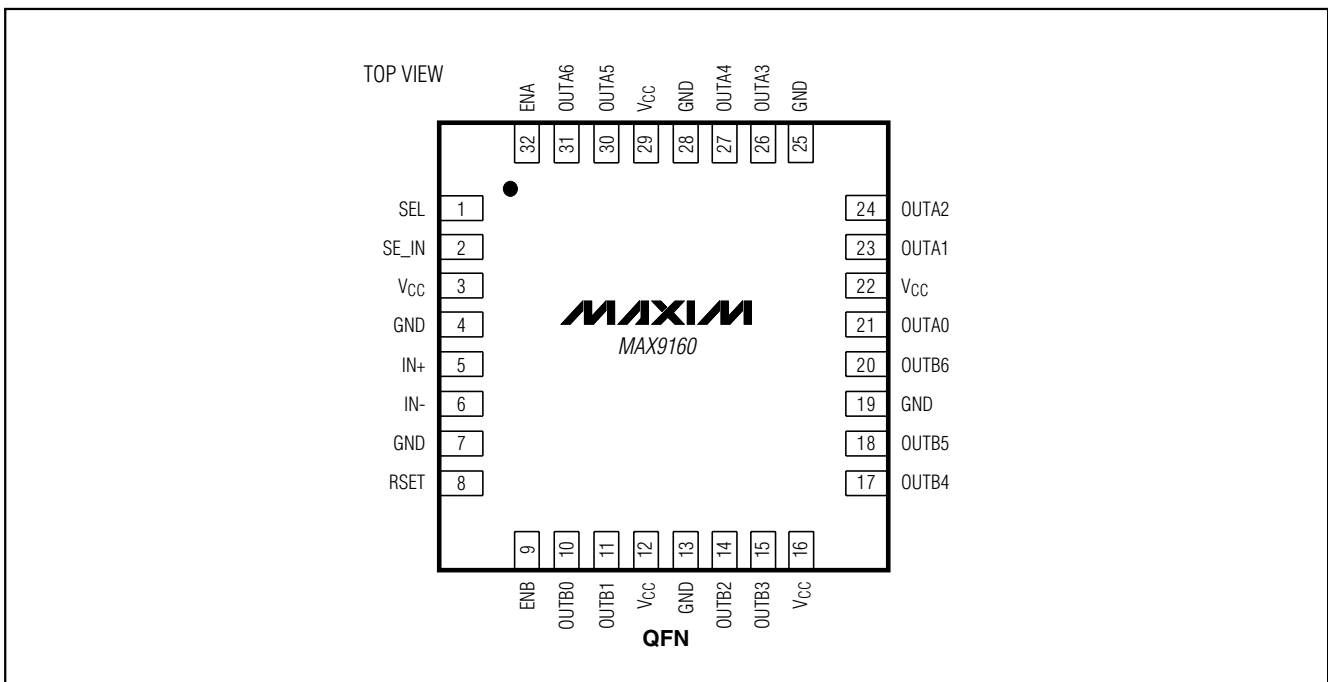 TOP VIEW
ENA OUTA6 OUTA5 VCC GND OUTA4 OUTA3 GND
32 31 30 29 28 27 26 25
SEL 1
SE_IN 2
VCC 3
GND 4
IN+ 5
IN- 6
GND 7
RSET 8
24 OUTA2
23 OUTA1
22 VCC
21 OUTA0
20 OUTB6
19 GND
18 OUTB5
17 OUTB4
MAXIM
MAX9160
9 10 11 12 13 14 15 16
ENB OUTB0 OUTB1 VCC GND OUTB2 OUTB3 VCC
QFN